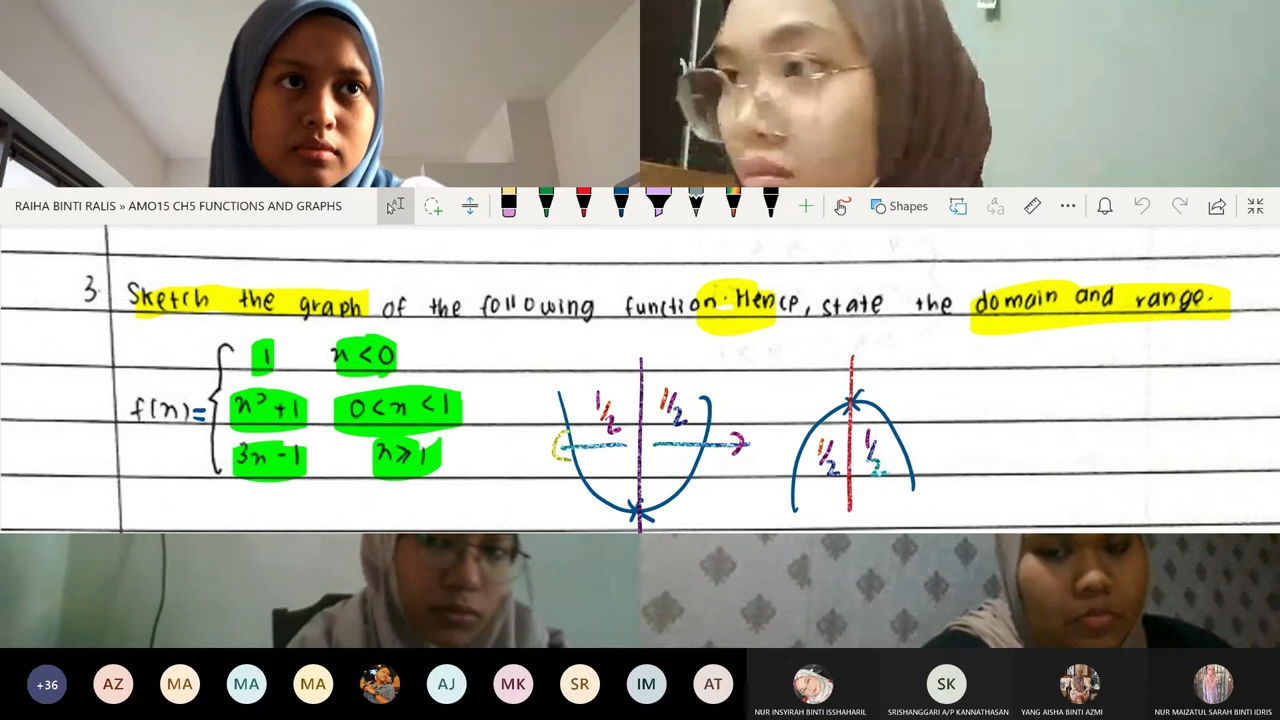 RAIHA BINTI RALIS » AMO15 CH5 FUNCTIONS AND GRAPHS
Shapes
3. Sketch the graph of the following function. Hence, state the domain and range.
1 x < 0
f(x) = x² + 1 0 < x < 1
3x - 1 x ≥ 1
1/2 1/2
1/2 1/2
+36 AZ MA MA MA AJ MK SR IM AT SK
NUR INSYIRAH BINTI ISSHAHARIL SRISHANGGARI A/P KANNATHASAN YANG AISHA BINTI AZMI NUR MAIZATUL SARAH BINTI IDRIS